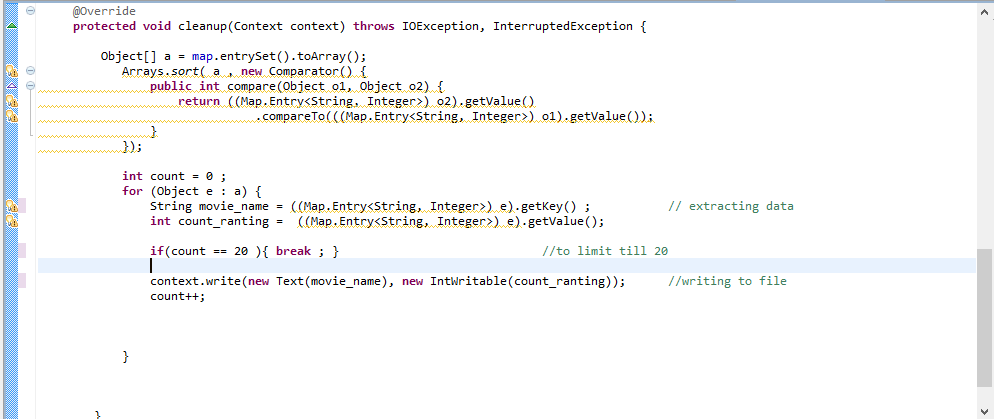 @Override
protected void cleanup(Context context) throws IOException, InterruptedException {
Object[] a = map.entrySet().toArray();
Arrays.sort( a , new Comparator() {
public int compare(Object o1, Object o2) {
return ((Map.Entry<String, Integer>) o2).getValue()
.compareTo(((Map.Entry<String, Integer>) o1).getValue());
}
});
int count = 0 ;
for (Object e : a) {
String movie_name = ((Map.Entry<String, Integer>) e).getKey() ; // extracting data
int count_ranting = ((Map.Entry<String, Integer>) e).getValue();
if(count == 20 ){ break ; } //to limit till 20
context.write(new Text(movie_name), new IntWritable(count_ranting)); //writing to file
count++;
}
}